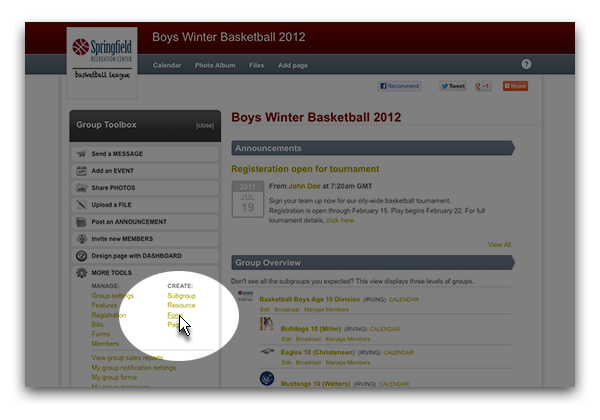 Boys Winter Basketball 2012
Springfield
RECREATION CENTER
basketball league
Calendar Photo Album Files Add page ?
Recommend Tweet +1 Share
Group Toolbox [close]
Send a MESSAGE
Add an EVENT
Share PHOTOS
Upload a FILE
Post an ANNOUNCEMENT
Invite new MEMBERS
Design page with DASHBOARD
MORE TOOLS
MANAGE:
Group settings
Features
Registration
Bills
Forms
Members
CREATE:
Subgroup
Resource
Form
View group sales reports
My group notification settings
My group forms
Boys Winter Basketball 2012
Announcements
Registeration open for tournament
2011
JUL
19
From John Doe at 7:20am GMT
Sign your team up now for our city-wide basketball tournament.
Registration is open through February 15. Play begins February 22. For full
tournament details, click here.
View All
Group Overview
Don't see all the subgroups you expected? This view displays three levels of groups.
Basketball Boys Age 10 Division (IRVING) CALENDAR
Edit Broadcast Manage Members
Bulldogs 10 (Miller) (IRVING) CALENDAR
Edit Broadcast Manage Members
Eagles 10 (Christensen) (IRVING) CALENDAR
Edit Broadcast Manage Members
Mustangs 10 (Watters) (IRVING) CALENDAR
Edit Broadcast Manage Members